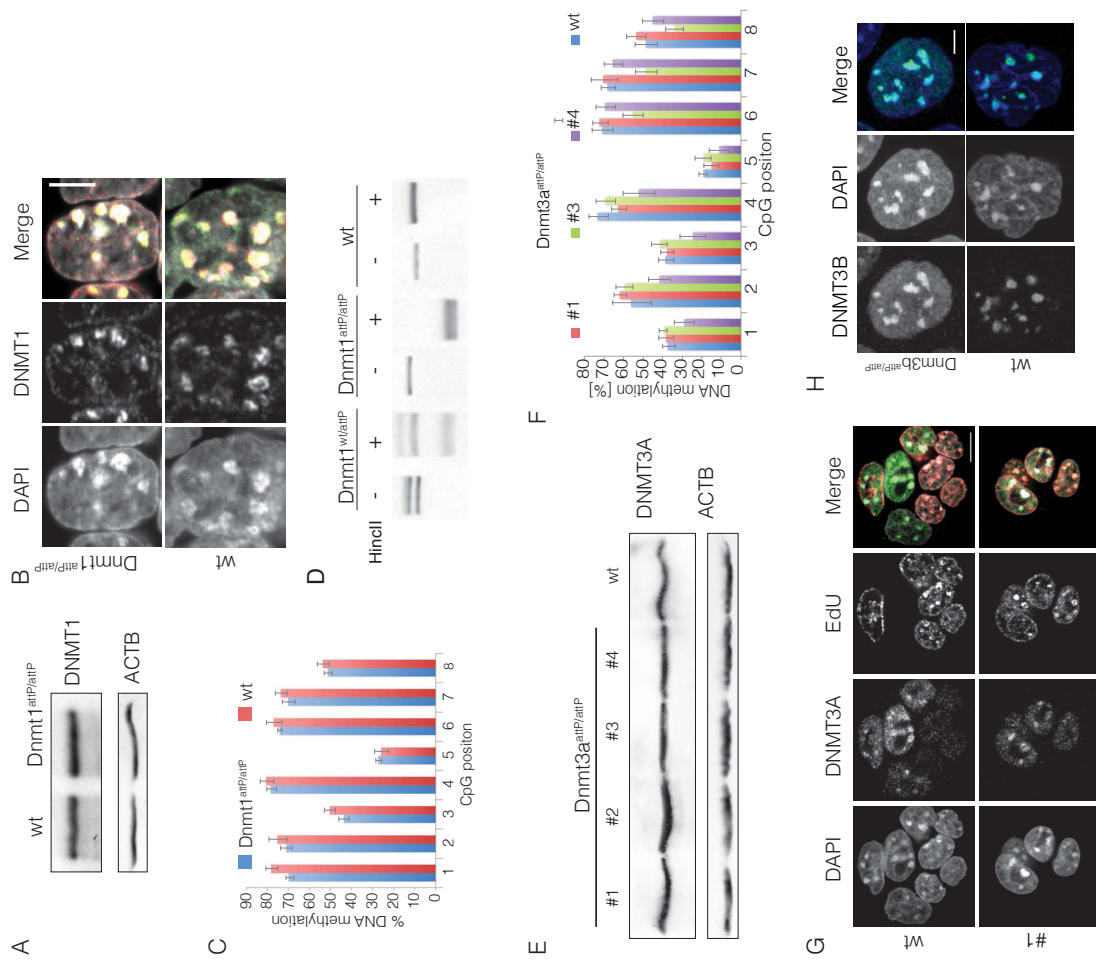 A
wt Dnmt1attP/attP
DNMT1
ACTB
B
DAPI DNMT1 Merge
Dnmt1attP/attP
wt
C
Dnmt1attP/attP wt
% DNA methylation
90
80
70
60
50
40
30
20
10
0
1 2 3 4 5 6 7 8
CpG positon
D
Dnmt1wt/attP Dnmt1attP/attP wt
HincII - + - + - +
E
Dnmt3aattP/attP
#1 #2 #3 #4 wt
DNMT3A
ACTB
F
Dnmt3aattP/attP
#1 #3 #4 wt
DNA methylation [%]
80
70
60
50
40
30
20
10
0
1 2 3 4 5 6 7 8
CpG positon
G
DAPI DNMT3A EdU Merge
wt
#1
H
DNMT3B DAPI Merge
Dnm3battP/attP
wt